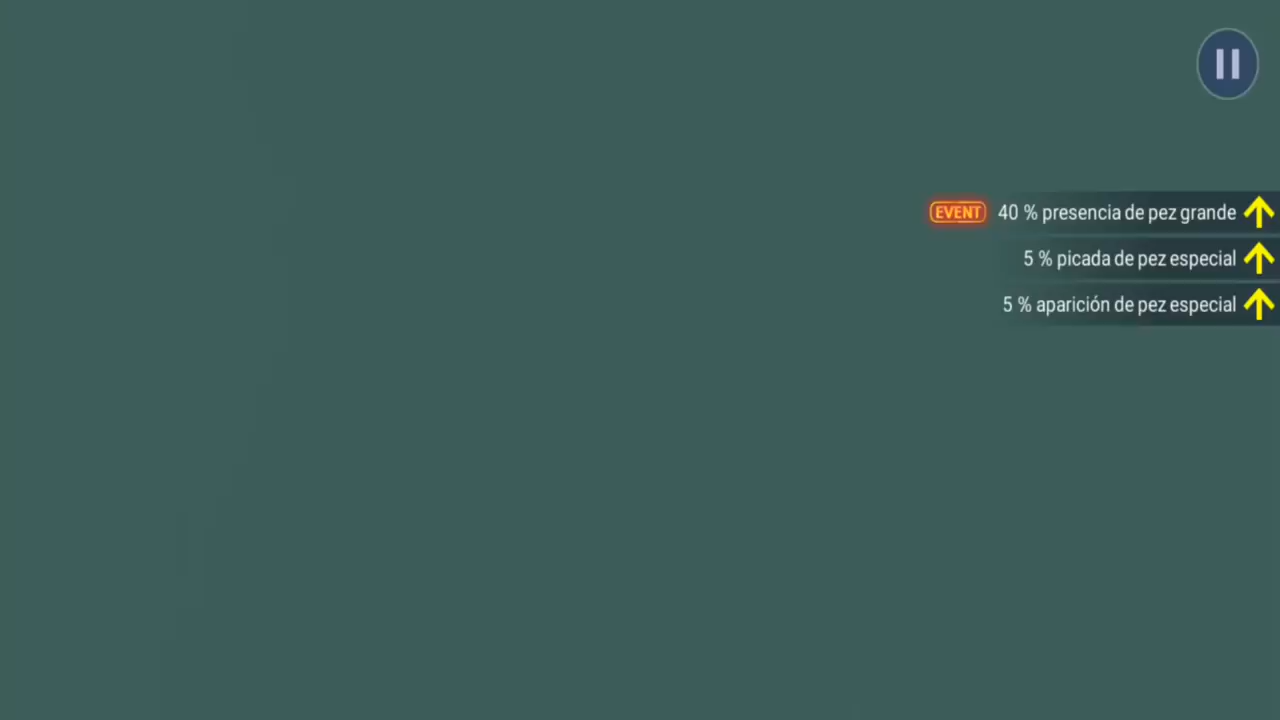 EVENT 40 % presencia de pez grande
5 % picada de pez especial
5 % aparición de pez especial